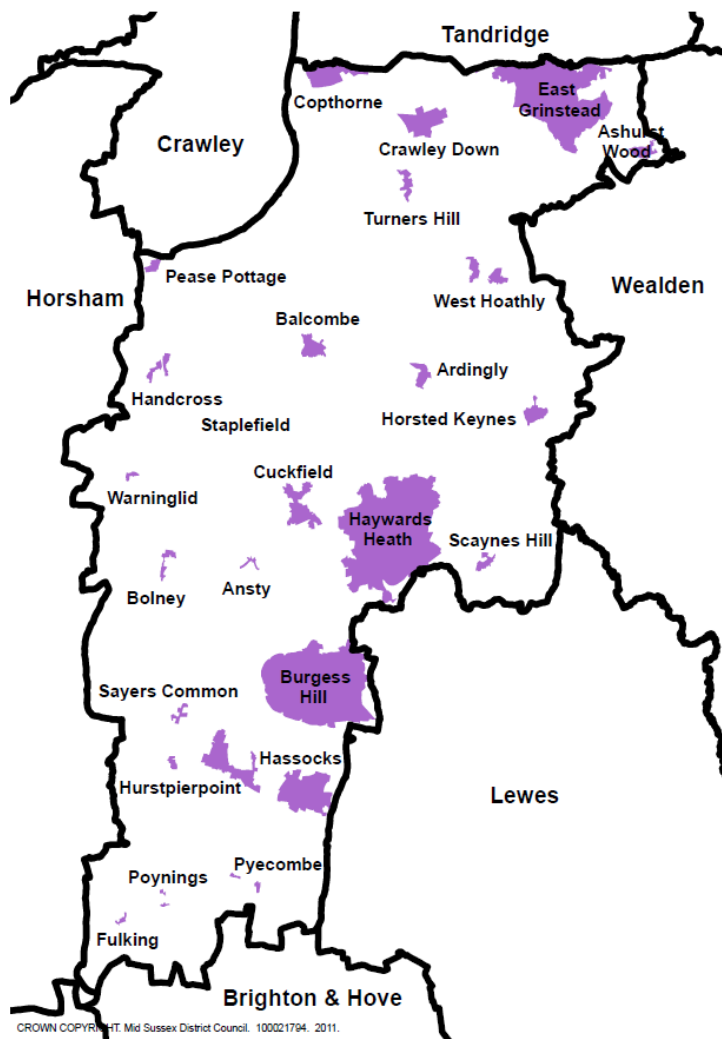 Tandridge
Copthorne
East
Grinstead
Crawley
Crawley Down
Ashurst
Wood
Turners Hill
Pease Pottage
Horsham
West Hoathly
Wealden
Balcombe
Ardingly
Handcross
Horsted Keynes
Staplefield
Cuckfield
Warninglid
Haywards
Heath
Scaynes Hill
Bolney
Ansty
Burgess
Hill
Sayers Common
Hassocks
Hurstpierpoint
Lewes
Poynings
Pyecombe
Fulking
Brighton & Hove
CROWN COPYRIGHT. Mid Sussex District Council. 100021794. 2011.